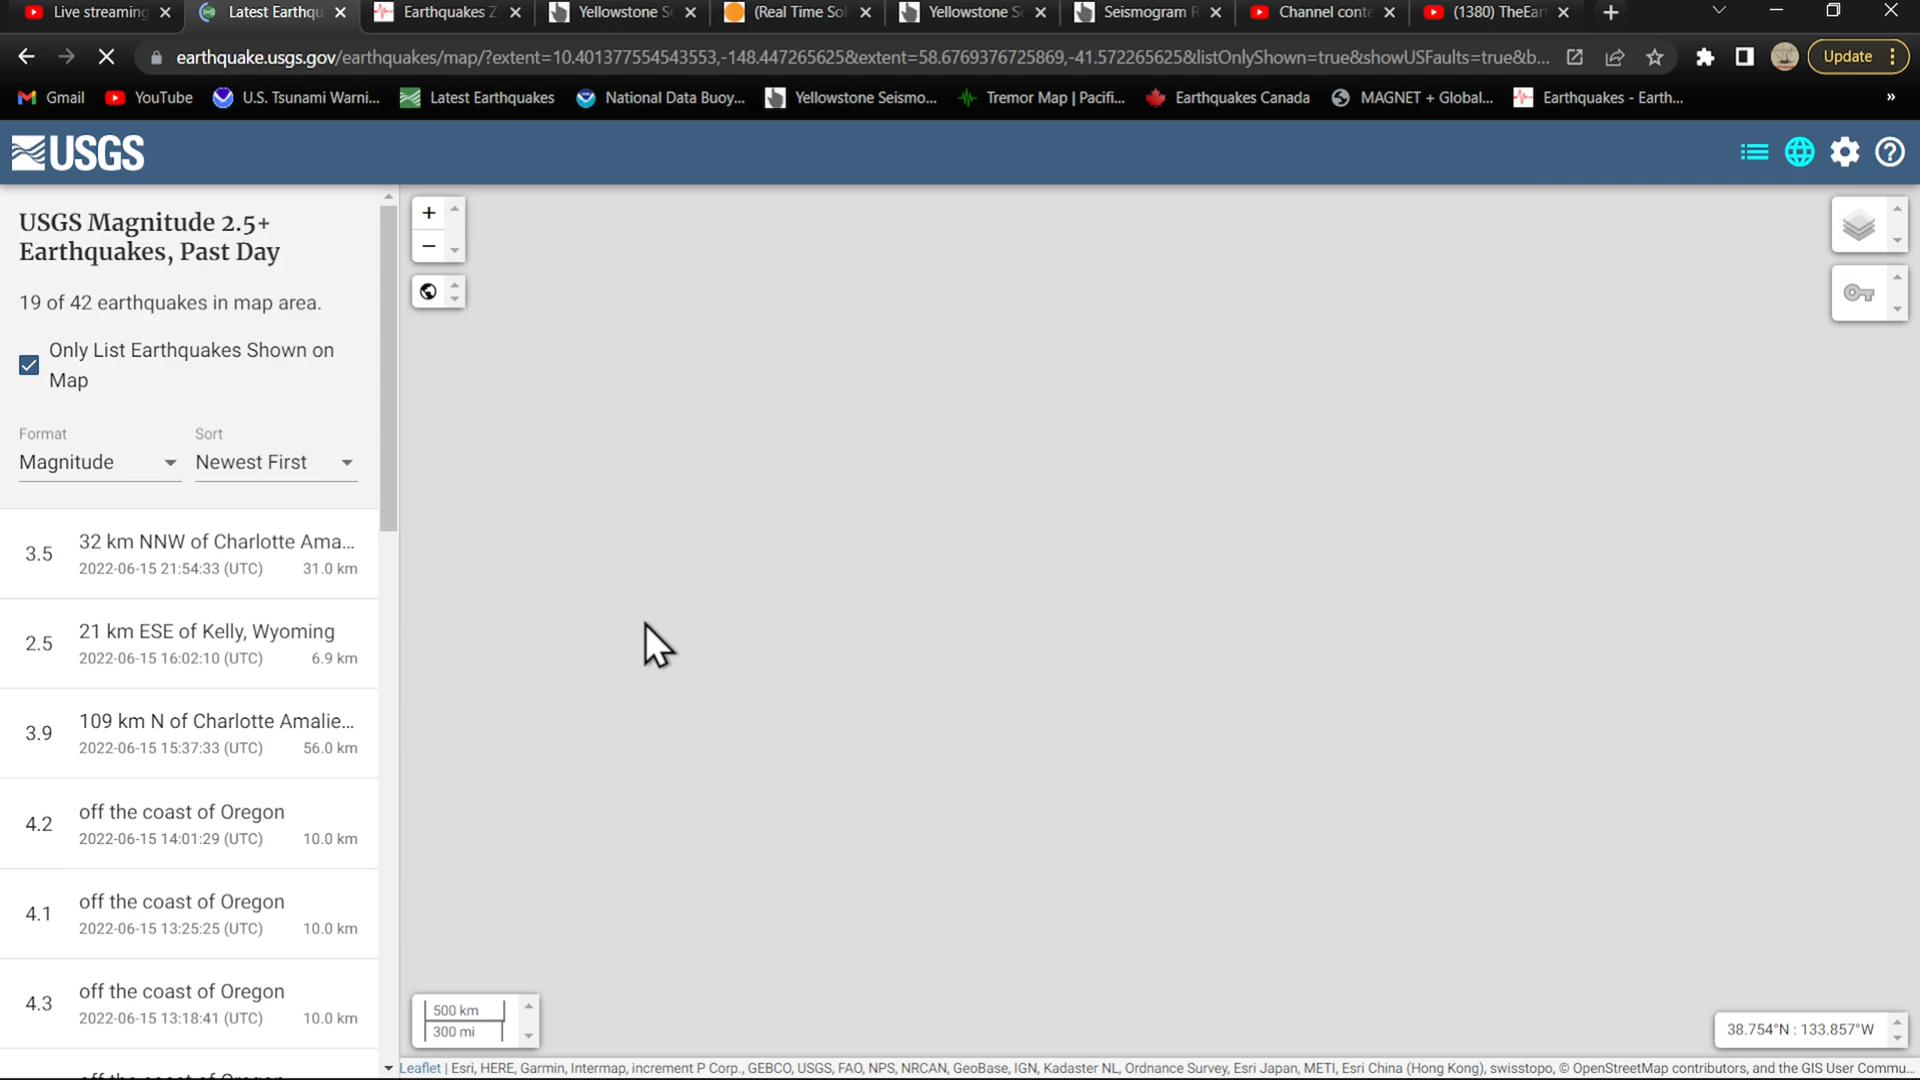 Live streaming
Latest Earthqu
Earthquakes Z
Yellowstone Se
(Real Time Sol
Yellowstone Se
Seismogram R
Channel conte
(1380) TheEar
earthquake.usgs.gov/earthquakes/map/?extent=10.401377554543553,-148.447265625&extent=58.6769376725869,-41.572265625&listOnlyShown=true&showUSFaults=true&b...
Update
Gmail
YouTube
U.S. Tsunami Warni...
Latest Earthquakes
National Data Buoy...
Yellowstone Seismo...
Tremor Map | Pacifi...
Earthquakes Canada
MAGNET + Global...
Earthquakes - Earth...
»
USGS
USGS Magnitude 2.5+
Earthquakes, Past Day
19 of 42 earthquakes in map area.
Only List Earthquakes Shown on
Map
Format
Sort
Magnitude
Newest First
3.5
32 km NNW of Charlotte Ama...
2022-06-15 21:54:33 (UTC) 31.0 km
2.5
21 km ESE of Kelly, Wyoming
2022-06-15 16:02:10 (UTC) 6.9 km
3.9
109 km N of Charlotte Amalie...
2022-06-15 15:37:33 (UTC) 56.0 km
4.2
off the coast of Oregon
2022-06-15 14:01:29 (UTC) 10.0 km
4.1
off the coast of Oregon
2022-06-15 13:25:25 (UTC) 10.0 km
4.3
off the coast of Oregon
2022-06-15 13:18:41 (UTC) 10.0 km
+
−
500 km
300 mi
38.754°N : 133.857°W
Leaflet | Esri, HERE, Garmin, Intermap, increment P Corp., GEBCO, USGS, FAO, NPS, NRCAN, GeoBase, IGN, Kadaster NL, Ordnance Survey, Esri Japan, METI, Esri China (Hong Kong), swisstopo, © OpenStreetMap contributors, and the GIS User Commu...